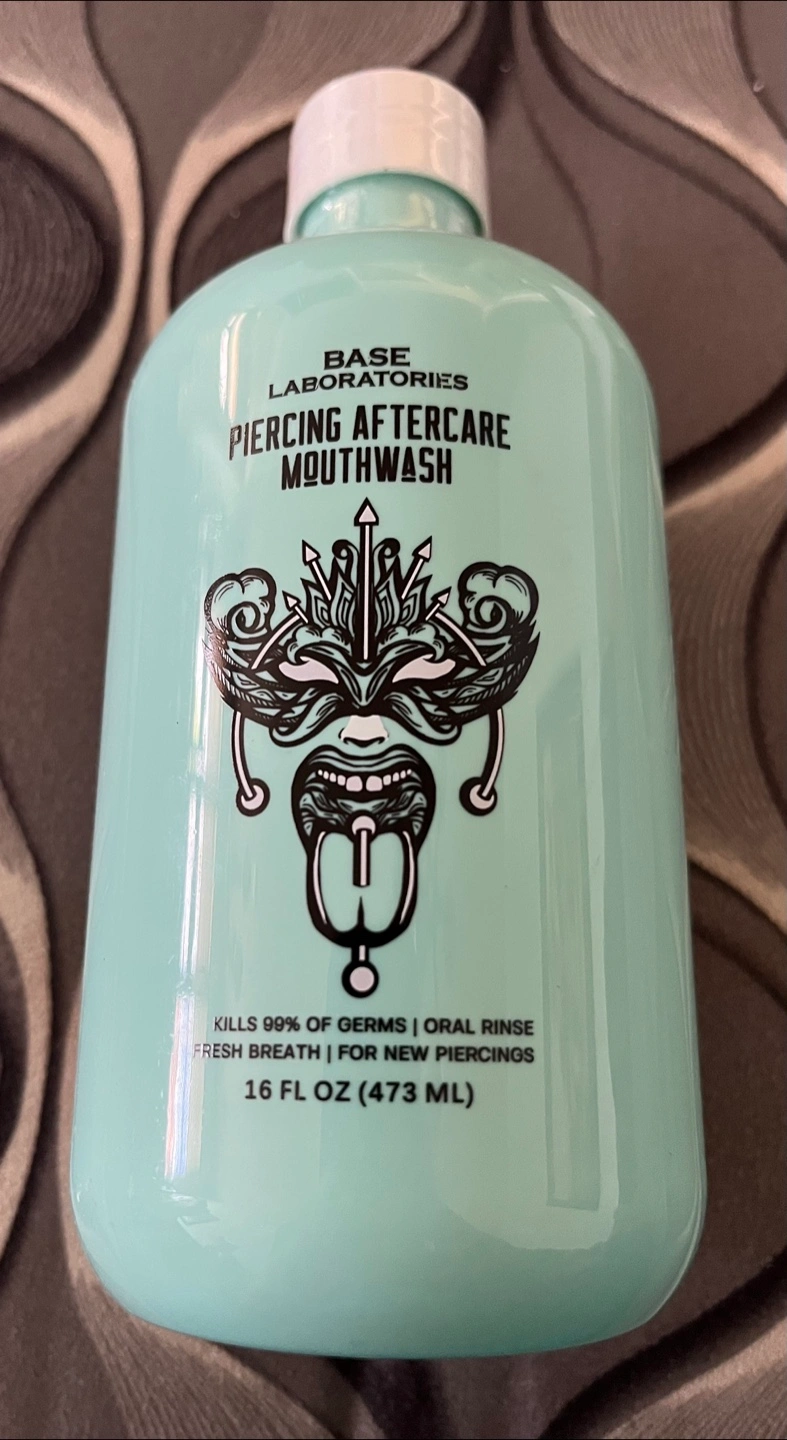 BASE
LABORATORIES
PIERCING AFTERCARE
MOUTHWASH
KILLS 99% OF GERMS | ORAL RINSE
FRESH BREATH | FOR NEW PIERCINGS
16 FL OZ (473 ML)